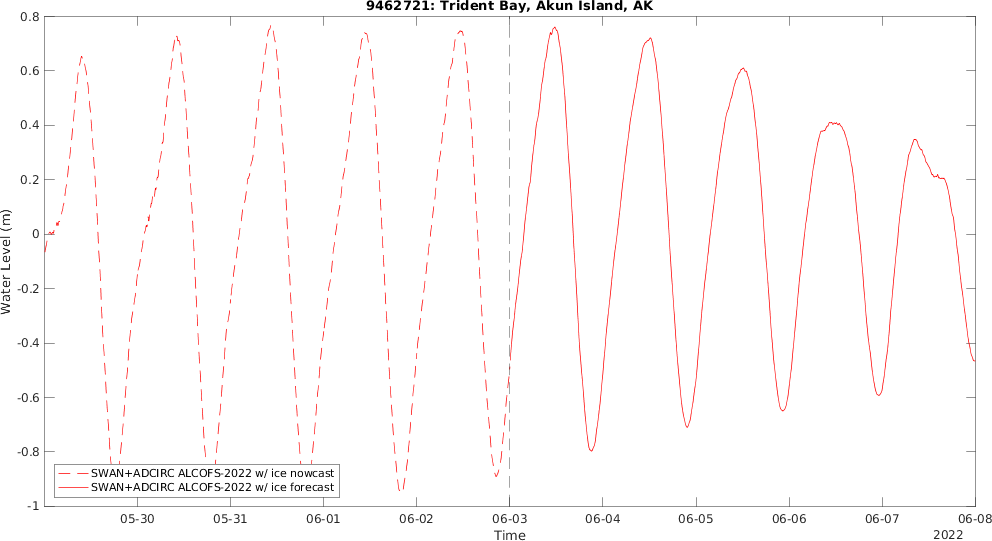 9462721: Trident Bay, Akun Island, AK
0.8
0.6
0.4
0.2
0
-0.2
-0.4
-0.6
-0.8
-1
Water Level (m)
SWAN+ADCIRC ALCOFS-2022 w/ ice nowcast
SWAN+ADCIRC ALCOFS-2022 w/ ice forecast
05-30 05-31 06-01 06-02 06-03 06-04 06-05 06-06 06-07 06-08
Time
2022